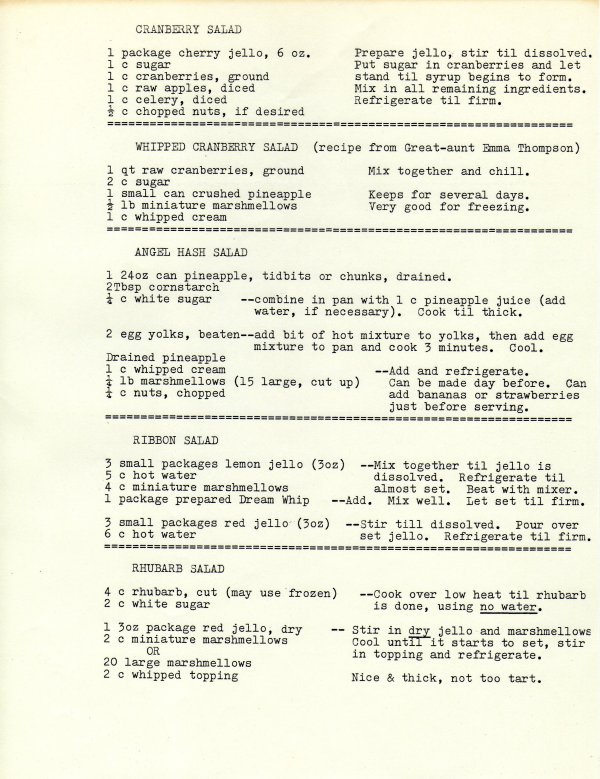 CRANBERRY SALAD
1 package cherry jello, 6 oz. Prepare jello, stir til dissolved.
1 c sugar Put sugar in cranberries and let
1 c cranberries, ground stand til syrup begins to form.
1 c raw apples, diced Mix in all remaining ingredients.
1 c celery, diced Refrigerate til firm.
½ c chopped nuts, if desired
==================================================================
WHIPPED CRANBERRY SALAD (recipe from Great-aunt Emma Thompson)
1 qt raw cranberries, ground Mix together and chill.
2 c sugar
1 small can crushed pineapple Keeps for several days.
½ lb miniature marshmellows Very good for freezing.
1 c whipped cream
==================================================================
ANGEL HASH SALAD
1 24oz can pineapple, tidbits or chunks, drained.
2Tbsp cornstarch
¼ c white sugar --combine in pan with 1 c pineapple juice (add
water, if necessary). Cook til thick.
2 egg yolks, beaten--add bit of hot mixture to yolks, then add egg
mixture to pan and cook 3 minutes. Cool.
Drained pineapple
1 c whipped cream --Add and refrigerate.
¼ lb marshmellows (15 large, cut up) Can be made day before. Can
¼ c nuts, chopped add bananas or strawberries
just before serving.
==================================================================
RIBBON SALAD
3 small packages lemon jello (3oz) --Mix together til jello is
5 c hot water dissolved. Refrigerate til
4 c miniature marshmellows almost set. Beat with mixer.
1 package prepared Dream Whip --Add. Mix well. Let set til firm.
3 small packages red jello (3oz) --Stir till dissolved. Pour over
6 c hot water set jello. Refrigerate til firm.
==================================================================
RHUBARB SALAD
4 c rhubarb, cut (may use frozen) --Cook over low heat til rhubarb
2 c white sugar is done, using no water.
1 3oz package red jello, dry -- Stir in dry jello and marshmellows
2 c miniature marshmellows Cool until it starts to set, stir
OR in topping and refrigerate.
20 large marshmellows
2 c whipped topping Nice & thick, not too tart.